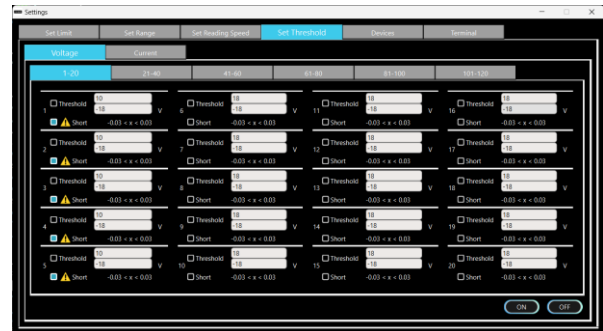 Settings
Set Limit Set Range Set Reading Speed Set Threshold Devices Terminal
Voltage Current
1-20 21-40 41-60 61-80 81-100 101-120
10 18 18 18
1 Threshold -18 V 6 Threshold -18 V 11 Threshold -18 V 16 Threshold -18 V
Short -0.03 < x < 0.03 Short -0.03 < x < 0.03 Short -0.03 < x < 0.03 Short -0.03 < x < 0.03
10 18 18 18
2 Threshold -18 V 7 Threshold -18 V 12 Threshold -18 V 17 Threshold -18 V
Short -0.03 < x < 0.03 Short -0.03 < x < 0.03 Short -0.03 < x < 0.03 Short -0.03 < x < 0.03
10 18 18 18
3 Threshold -18 V 8 Threshold -18 V 13 Threshold -18 V 18 Threshold -18 V
Short -0.03 < x < 0.03 Short -0.03 < x < 0.03 Short -0.03 < x < 0.03 Short -0.03 < x < 0.03
10 18 18 18
4 Threshold -18 V 9 Threshold -18 V 14 Threshold -18 V 19 Threshold -18 V
Short -0.03 < x < 0.03 Short -0.03 < x < 0.03 Short -0.03 < x < 0.03 Short -0.03 < x < 0.03
10 18 18 18
5 Threshold -18 V 10 Threshold -18 V 15 Threshold -18 V 20 Threshold -18 V
Short -0.03 < x < 0.03 Short -0.03 < x < 0.03 Short -0.03 < x < 0.03 Short -0.03 < x < 0.03
ON OFF